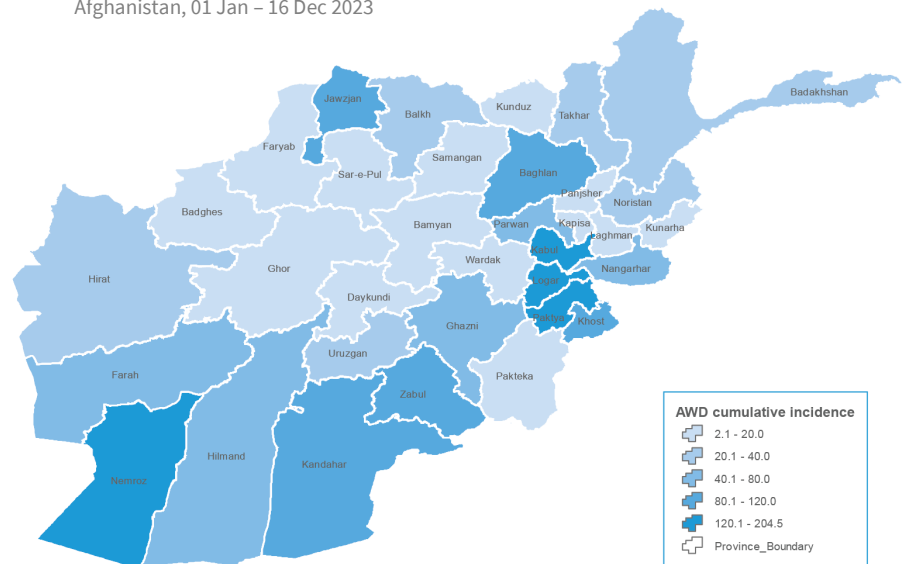 Afghanistan, 01 Jan – 16 Dec 2023
Jawzjan
Balkh
Kunduz
Takhar
Badakhshan
Faryab
Sar-e-Pul
Samangan
Baghlan
Panjsher
Noristan
Badghes
Bamyan
Parwan
Kapisa
Laghman
Kunarha
Hirat
Ghor
Wardak
Kabul
Nangarhar
Daykundi
Logar
Ghazni
Paktya
Khost
Uruzgan
Farah
Zabul
Pakteka
Hilmand
Kandahar
Nemroz
AWD cumulative incidence
2.1 - 20.0
20.1 - 40.0
40.1 - 80.0
80.1 - 120.0
120.1 - 204.5
Province_Boundary